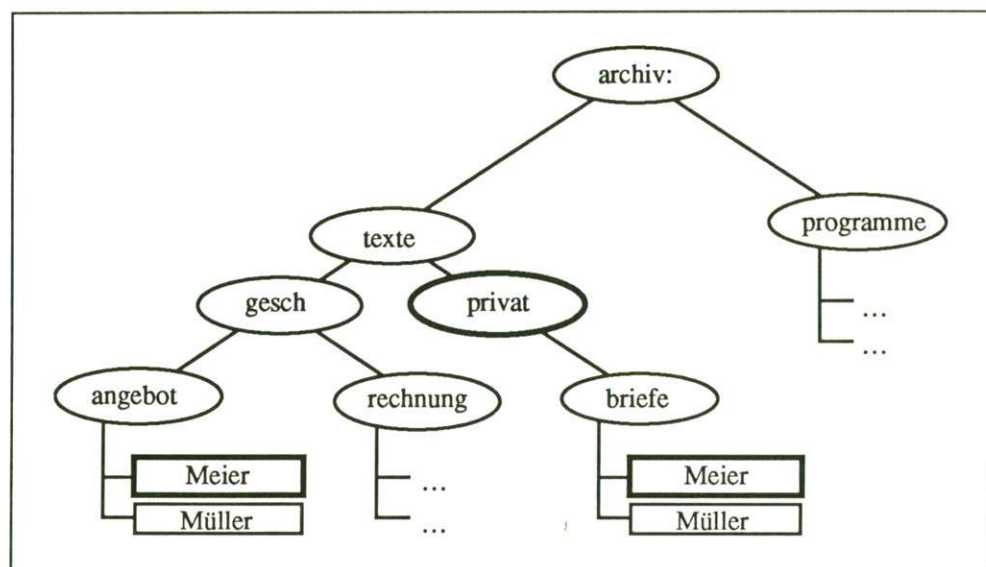 archiv:
texte
programme
gesch
privat
...
...
angebot
rechnung
briefe
Meier
...
Meier
Müller
...
Müller